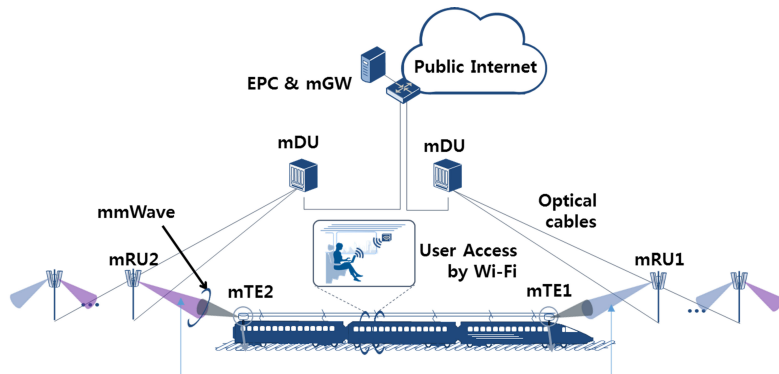 Public Internet
EPC & mGW
mDU
mDU
Optical
cables
mmWave
mRU2
User Access
by Wi-Fi
mRU1
mTE2
mTE1